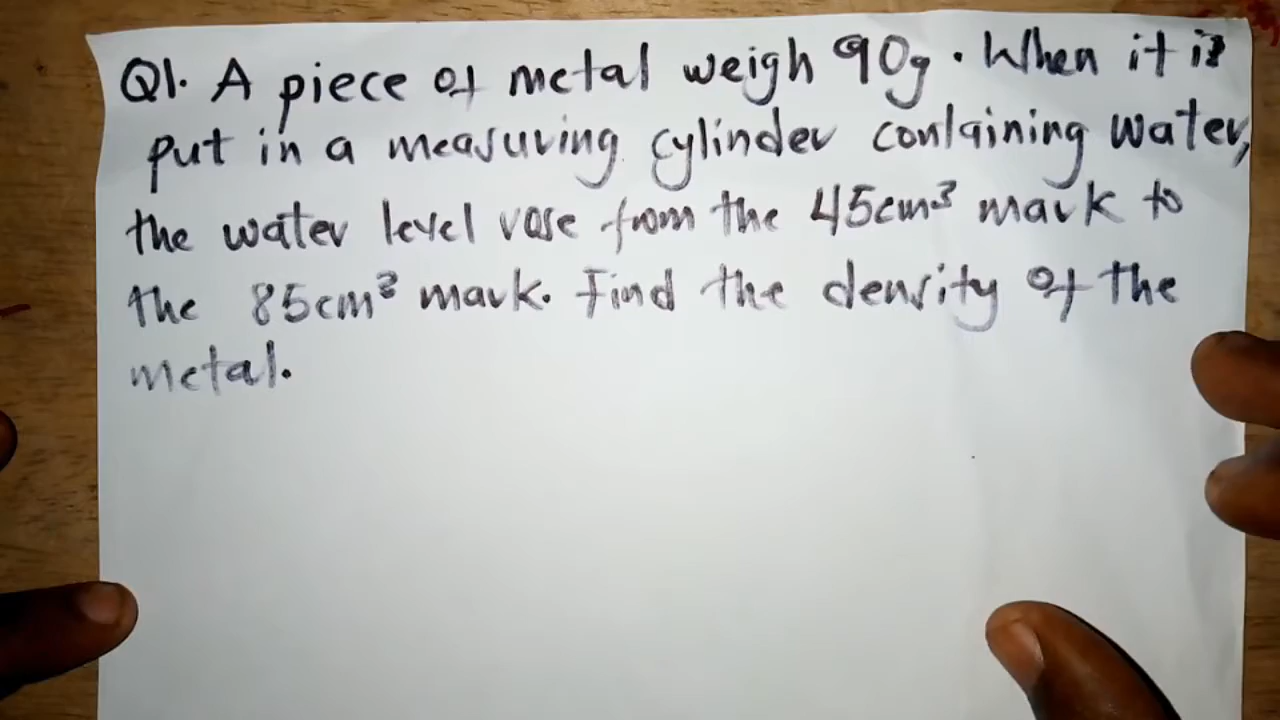 Q1. A piece of metal weigh 90g. When it is
put in a measuring cylinder containing water,
the water level rose from the 45cm³ mark to
the 85cm³ mark. Find the density of the
metal.